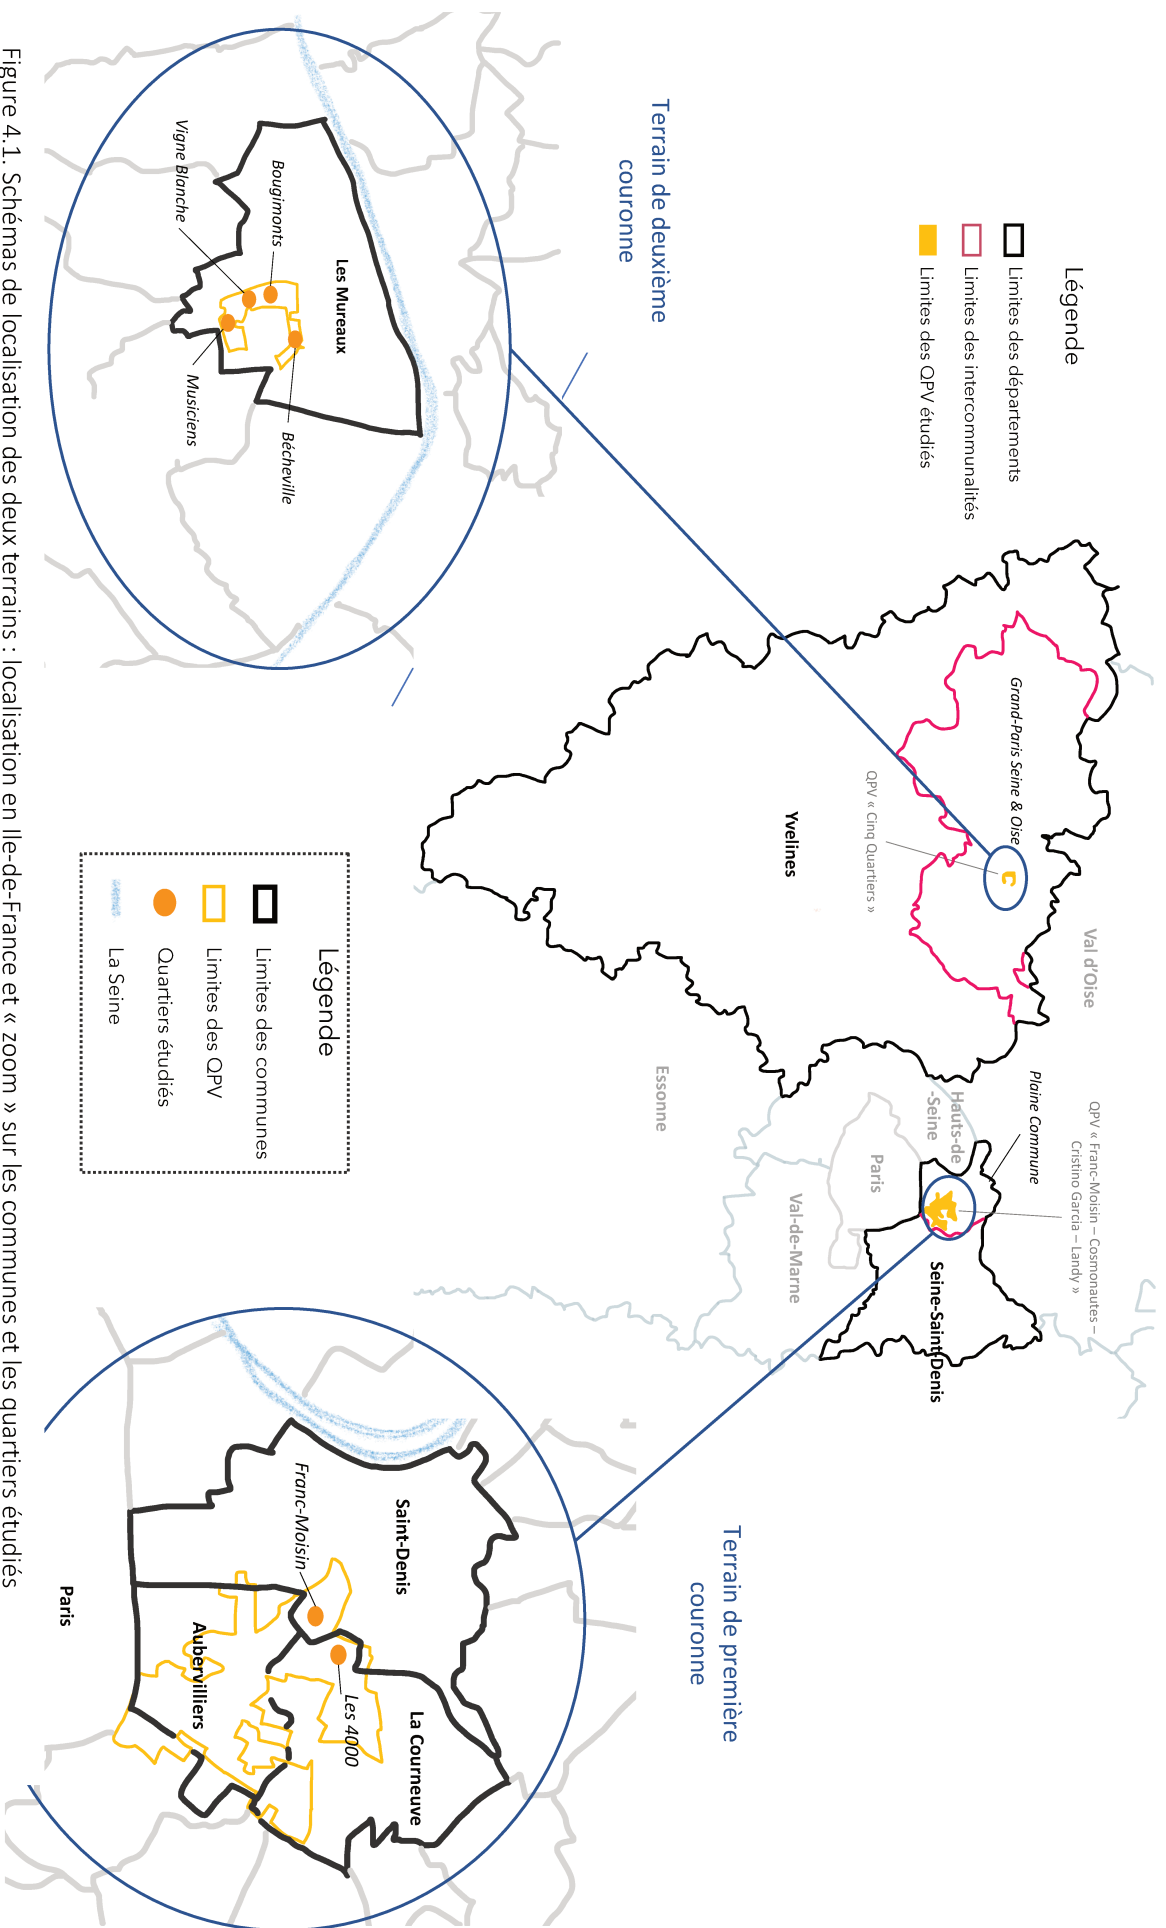 Légende
Limites des départements
Limites des intercommunalités
Limites des QPV étudiés
Val d'Oise
QPV « Franc-Moisin – Cosmonautes –
Cristino Garcia – Landy »
Plaine Commune
Grand-Paris Seine & Oise
Hauts-de
-Seine
Seine-Saint-Denis
QPV « Cinq Quartiers »
Paris
Yvelines
Val-de-Marne
Essonne
Terrain de deuxième
couronne
Terrain de première
couronne
Les Mureaux
Bougimonts
Bécheville
Vigne Blanche
Musiciens
Légende
Limites des communes
Limites des QPV
Quartiers étudiés
La Seine
Saint-Denis
La Courneuve
Les 4000
Franc-Moisin
Aubervilliers
Paris
Figure 4.1. Schémas de localisation des deux terrains : localisation en Ile-de-France et « zoom » sur les communes et les quartiers étudiés